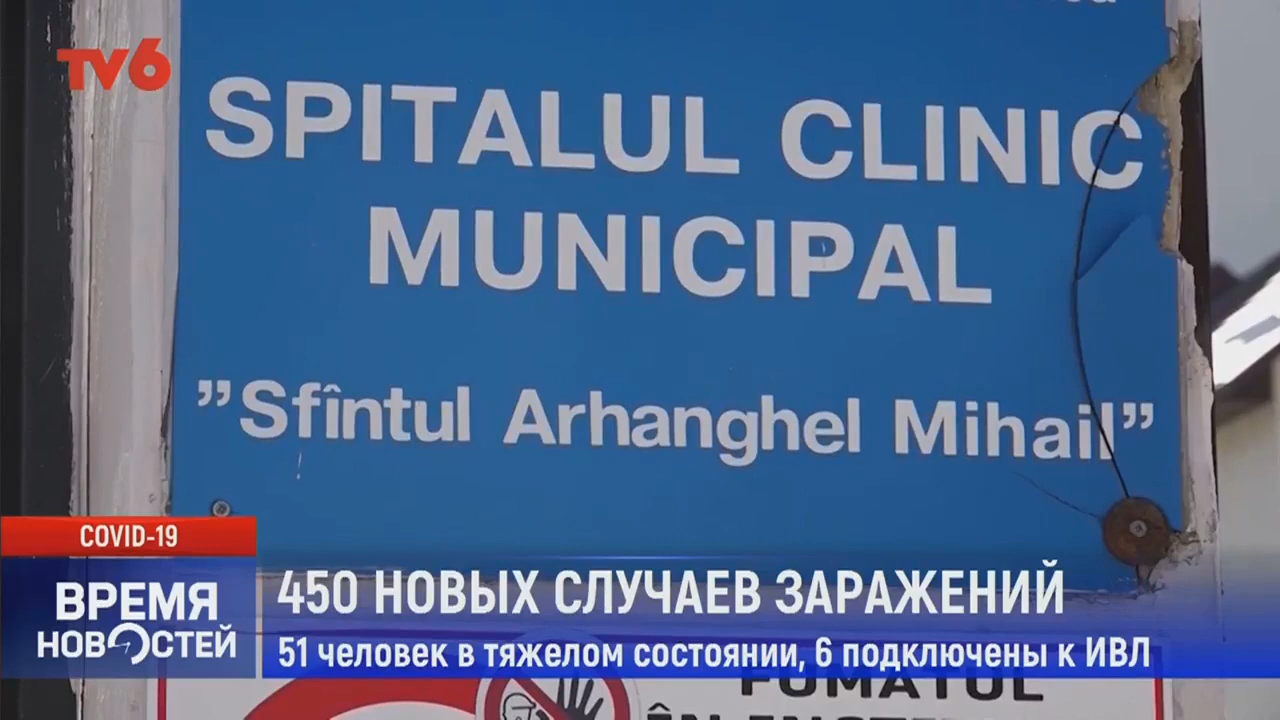 TV6
SPITALUL CLINIC
MUNICIPAL
”Sfîntul Arhanghel Mihail”
COVID-19
ВРЕМЯ
НОВОСТЕЙ
450 НОВЫХ СЛУЧАЕВ ЗАРАЖЕНИЙ
51 человек в тяжелом состоянии, 6 подключены к ИВЛ
FUMATUL